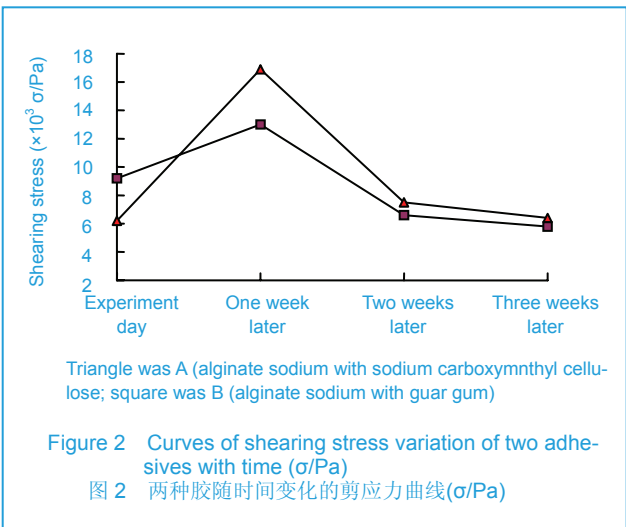 Shearing stress (×10³ σ/Pa)
18
16
14
12
10
8
6
4
2
Experiment day
One week later
Two weeks later
Three weeks later
Triangle was A (alginate sodium with sodium carboxymnthyl cellu-
lose; square was B (alginate sodium with guar gum)
Figure 2 Curves of shearing stress variation of two adhe-
sives with time (σ/Pa)
图 2 两种胶随时间变化的剪应力曲线(σ/Pa)